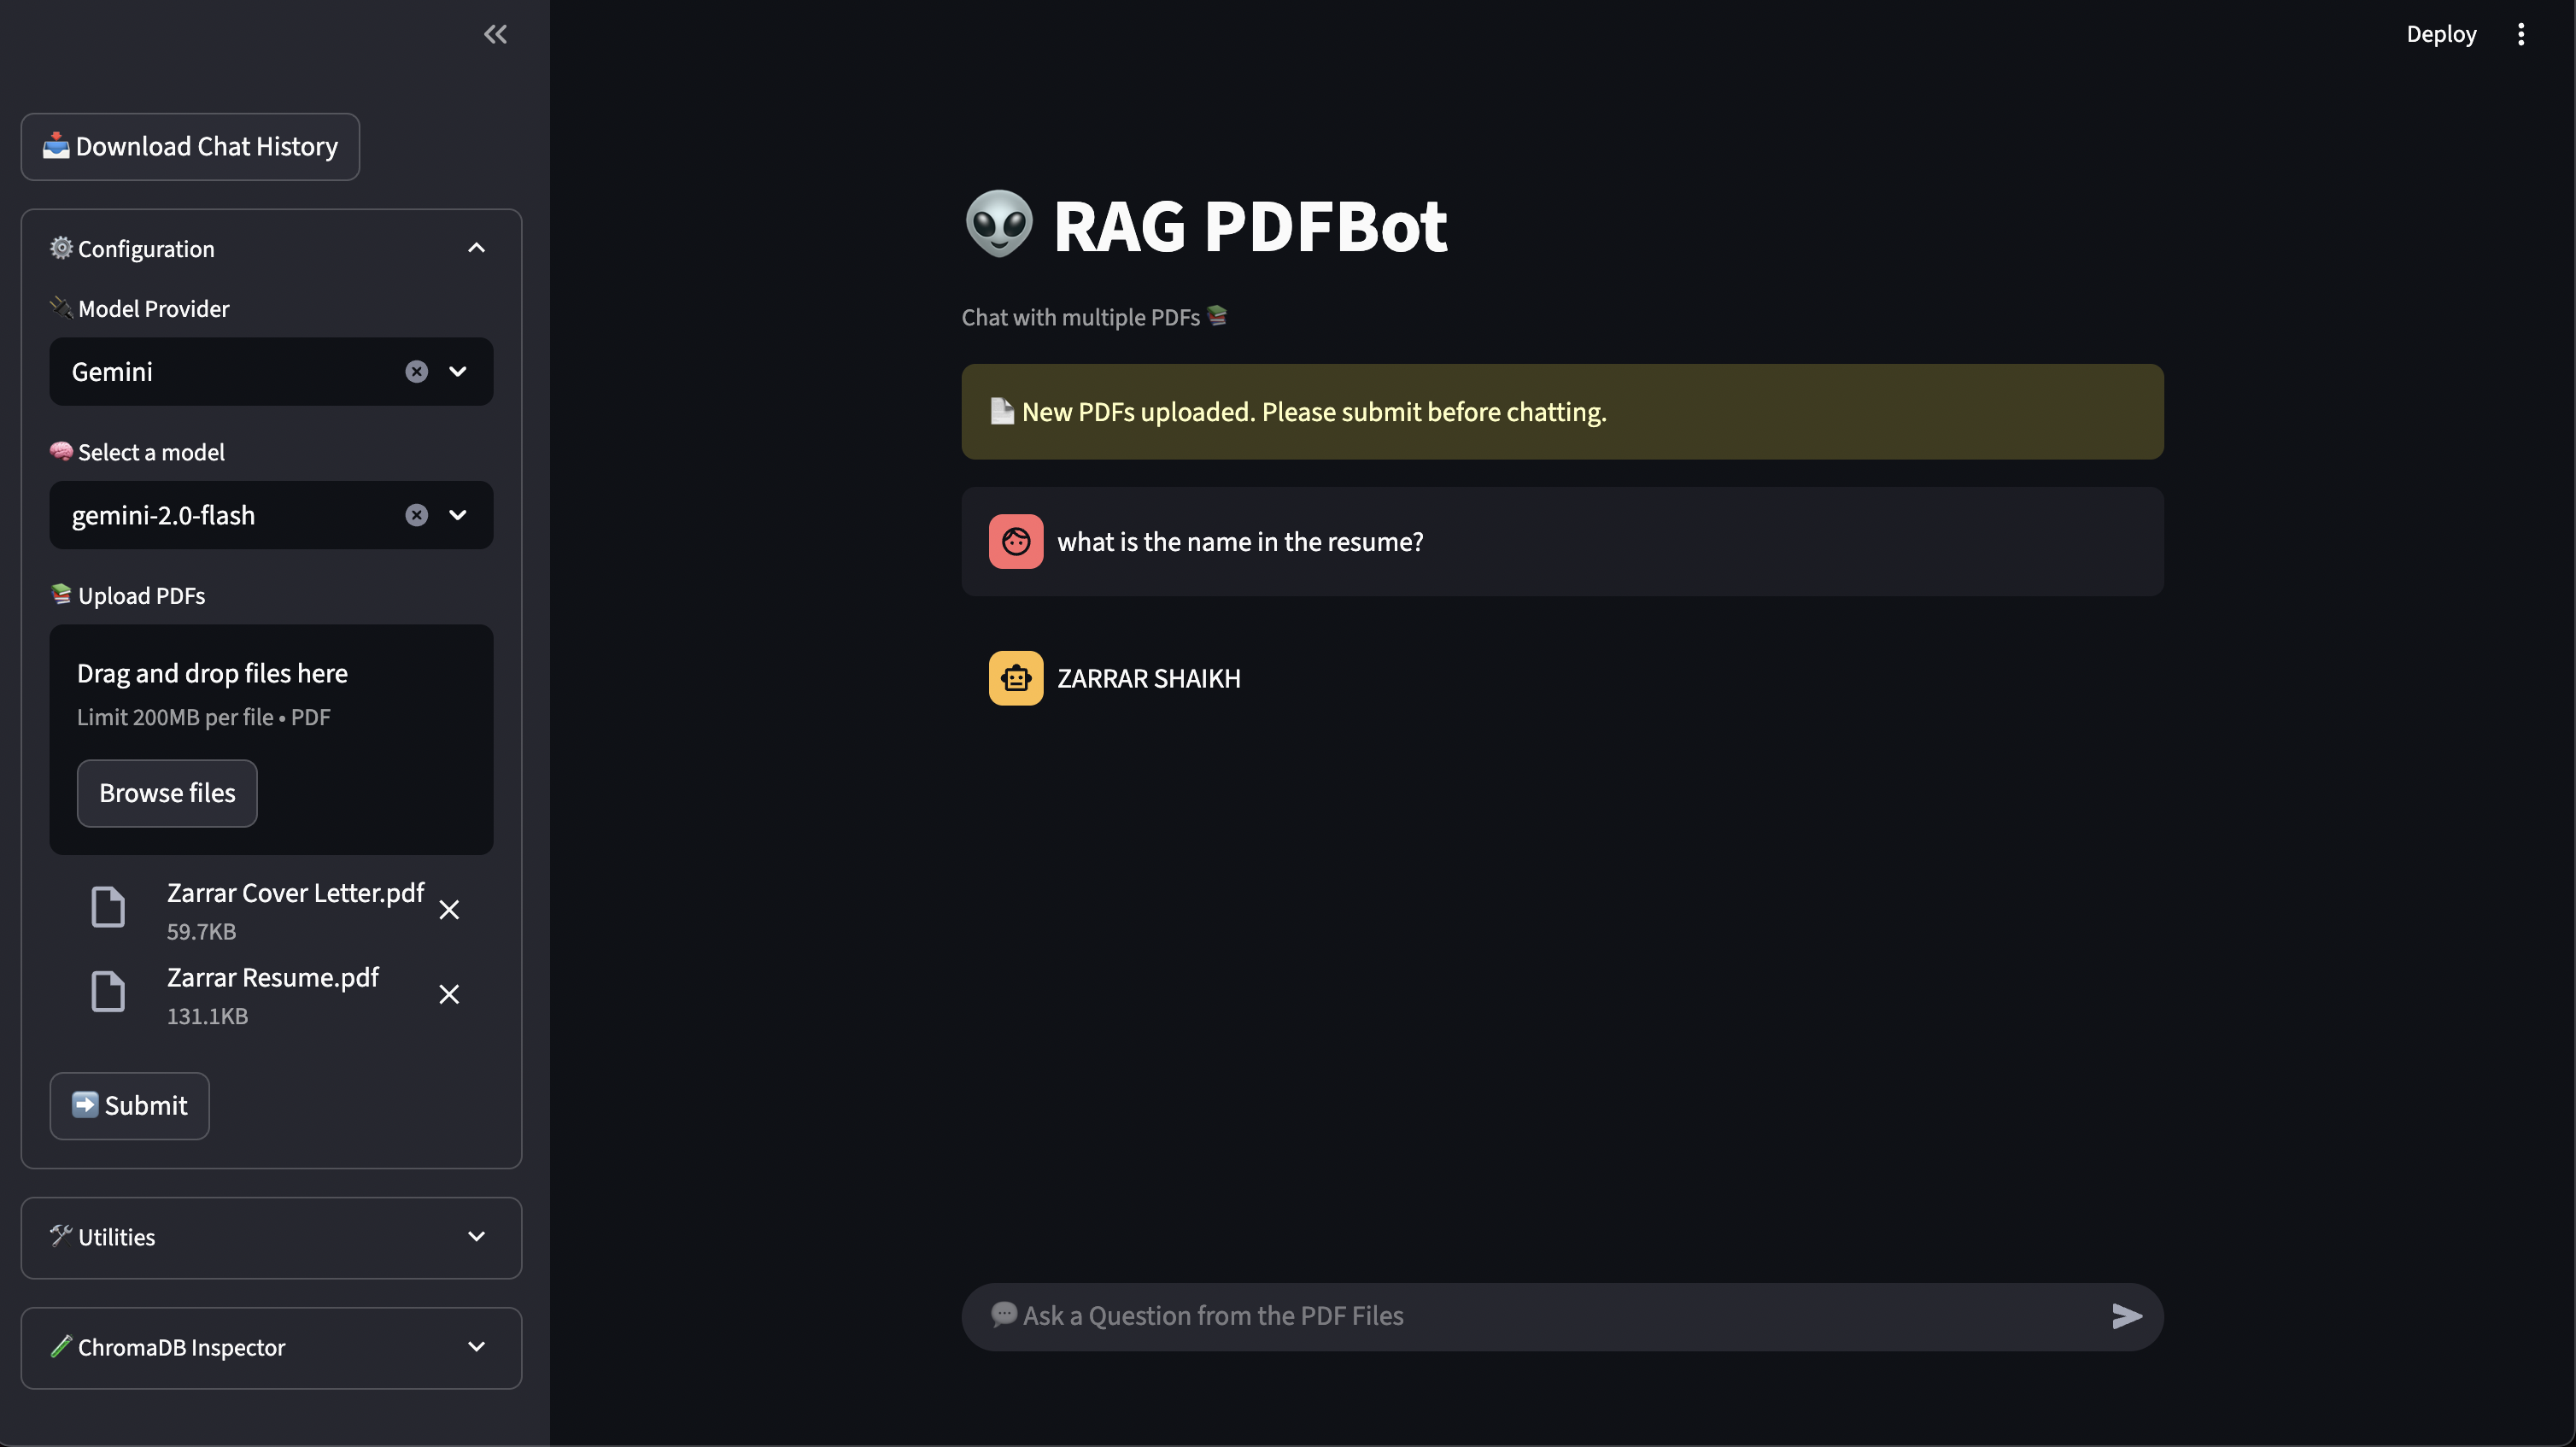 Deploy
📥 Download Chat History
⚙️ Configuration
🔌 Model Provider
Gemini
🧠 Select a model
gemini-2.0-flash
📚 Upload PDFs
Drag and drop files here
Limit 200MB per file • PDF
Browse files
Zarrar Cover Letter.pdf
59.7KB
Zarrar Resume.pdf
131.1KB
➡️ Submit
🛠️ Utilities
🧪 ChromaDB Inspector
👽 RAG PDFBot
Chat with multiple PDFs 📚
📄 New PDFs uploaded. Please submit before chatting.
what is the name in the resume?
ZARRAR SHAIKH
💬 Ask a Question from the PDF Files